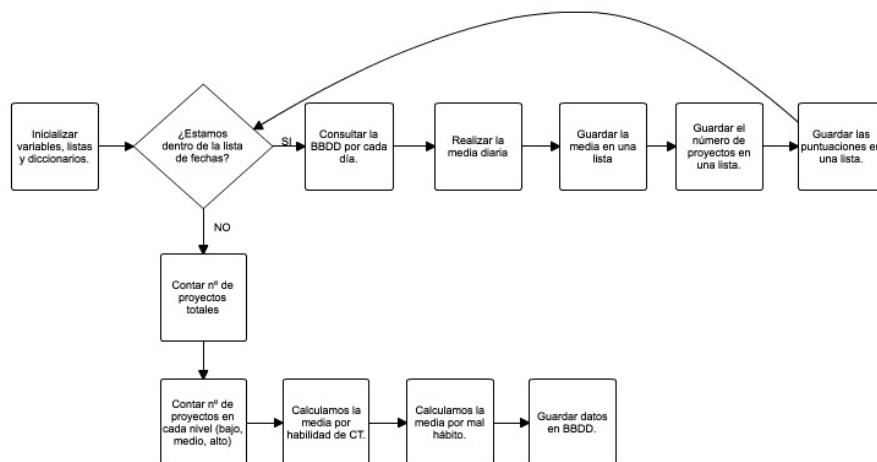 Inicializar
variables, listas
y diccionarios.
¿Estamos
dentro de la lista
de fechas?
SI
Consultar la
BBDD por cada
día.
Realizar la
media diaria
Guardar la
media en una
lista
Guardar el
número de
proyectos en
una lista.
Guardar las
puntuaciones en
una lista.
NO
Contar nº de
proyectos
totales
Contar nº de
proyectos en
cada nivel (bajo,
medio, alto)
Calculamos la
media por
habilidad de CT.
Calculamos la
media por mal
hábito.
Guardar datos
en BBDD.